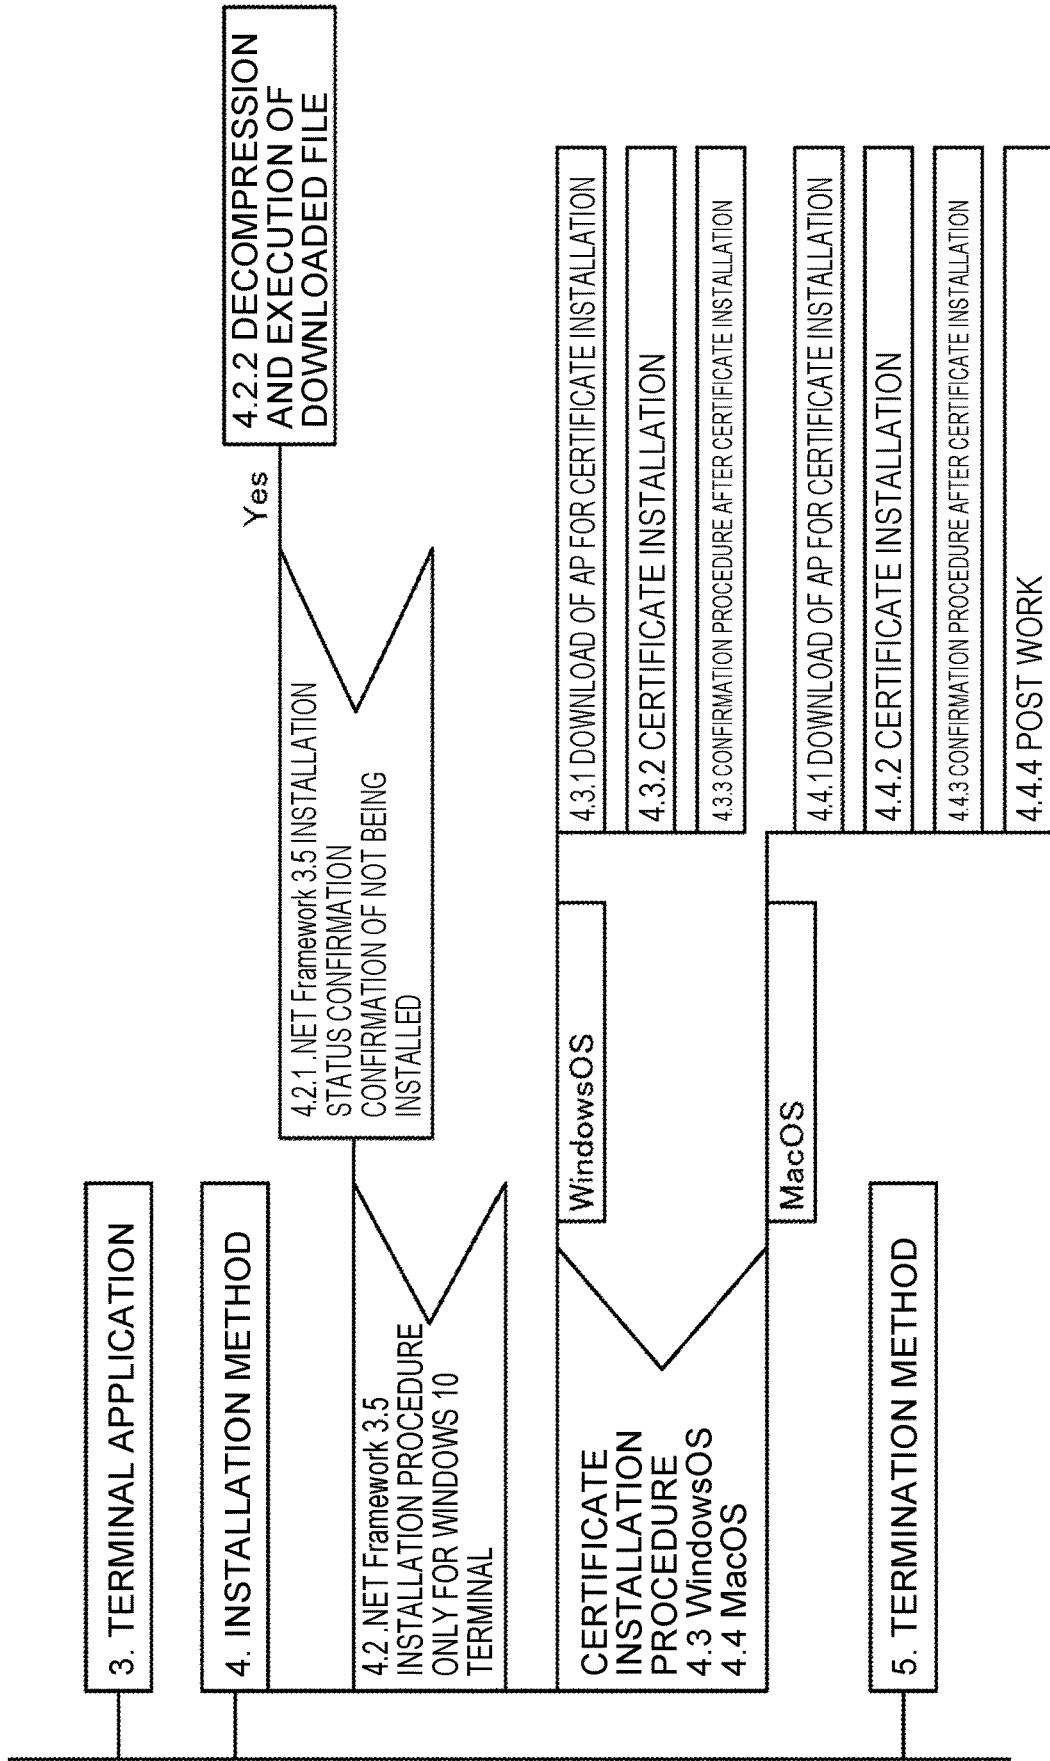 3. TERMINAL APPLICATION
4. INSTALLATION METHOD
4.2 .NET Framework 3.5
INSTALLATION PROCEDURE
ONLY FOR WINDOWS 10
TERMINAL
4.2.1 .NET Framework 3.5 INSTALLATION
STATUS CONFIRMATION
CONFIRMATION OF NOT BEING
INSTALLED
Yes
4.2.2 DECOMPRESSION
AND EXECUTION OF
DOWNLOADED FILE
CERTIFICATE
INSTALLATION
PROCEDURE
4.3 WindowsOS
4.4 MacOS
WindowsOS
4.3.1 DOWNLOAD OF AP FOR CERTIFICATE INSTALLATION
4.3.2 CERTIFICATE INSTALLATION
4.3.3 CONFIRMATION PROCEDURE AFTER CERTIFICATE INSTALLATION
MacOS
4.4.1 DOWNLOAD OF AP FOR CERTIFICATE INSTALLATION
4.4.2 CERTIFICATE INSTALLATION
4.4.3 CONFIRMATION PROCEDURE AFTER CERTIFICATE INSTALLATION
4.4.4 POST WORK
5. TERMINATION METHOD